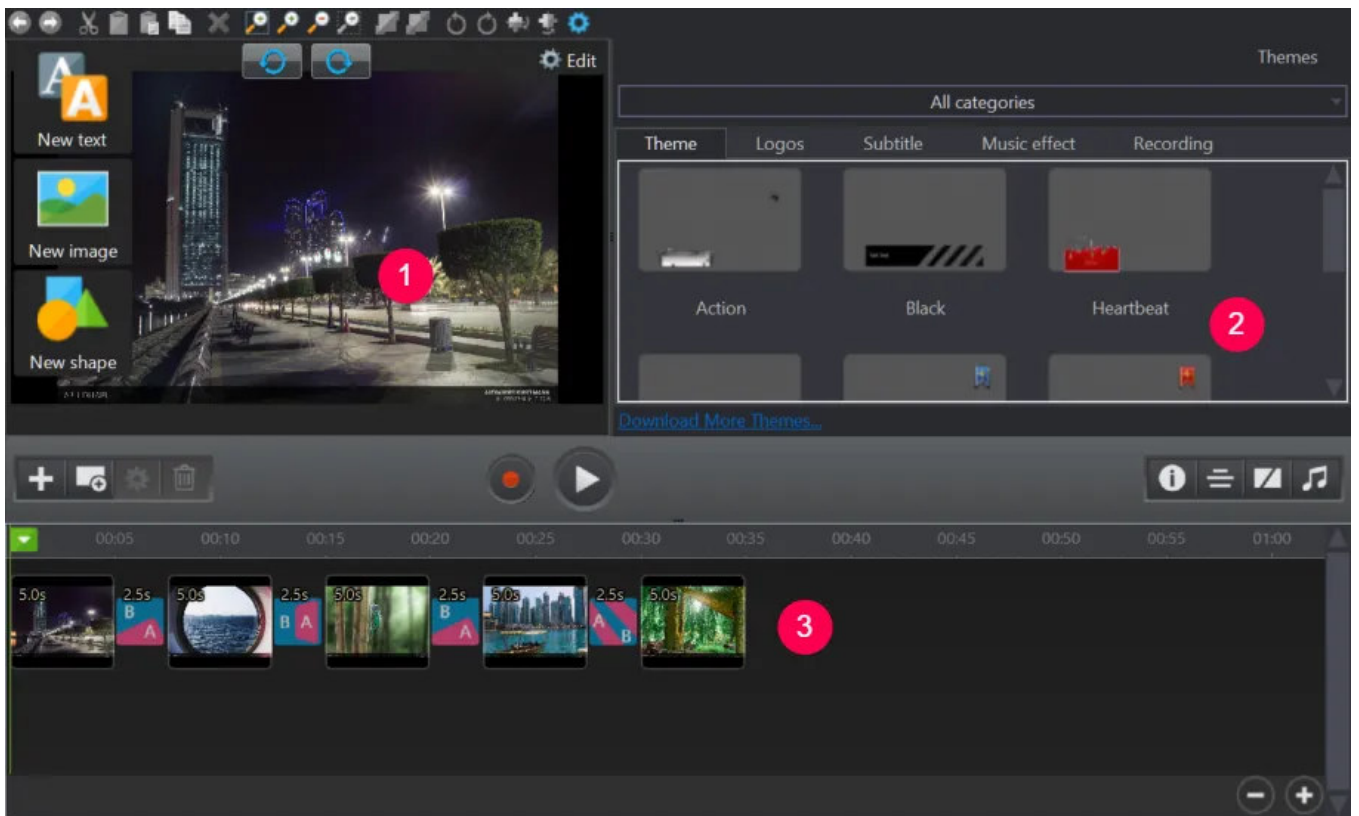 Edit
New text
New image
New shape
1
Themes
All categories
Theme Logos Subtitle Music effect Recording
Action Black Heartbeat
2
Download More Themes...
00:05 00:10 00:15 00:20 00:25 00:30 00:35 00:40 00:45 00:50 00:55 01:00
5.0s 2.5s 5.0s 2.5s 5.0s 2.5s 5.0s 2.5s 5.0s
B A B A B A A B
3